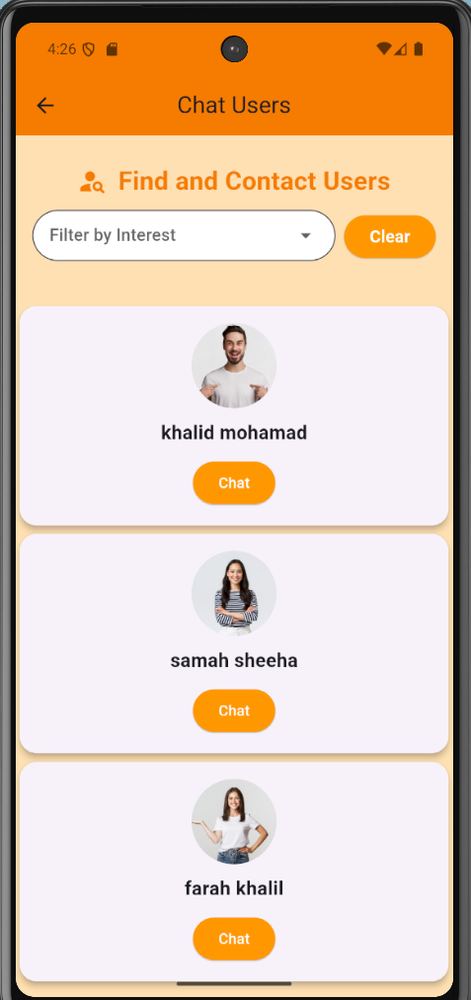 4:26
Chat Users
Find and Contact Users
Filter by Interest
Clear
khalid mohamad
Chat
samah sheeha
Chat
farah khalil
Chat